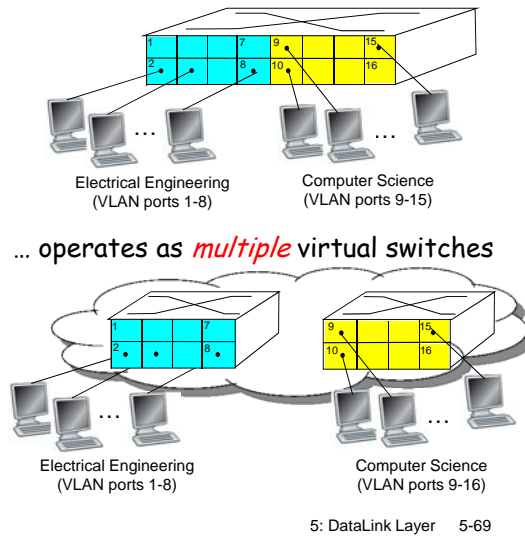 1 7 9 15
2 8 10 16
... ...
Electrical Engineering Computer Science
(VLAN ports 1-8) (VLAN ports 9-15)
... operates as multiple virtual switches
1 7 9 15
2 8 10 16
... ...
Electrical Engineering Computer Science
(VLAN ports 1-8) (VLAN ports 9-16)
5: DataLink Layer 5-69